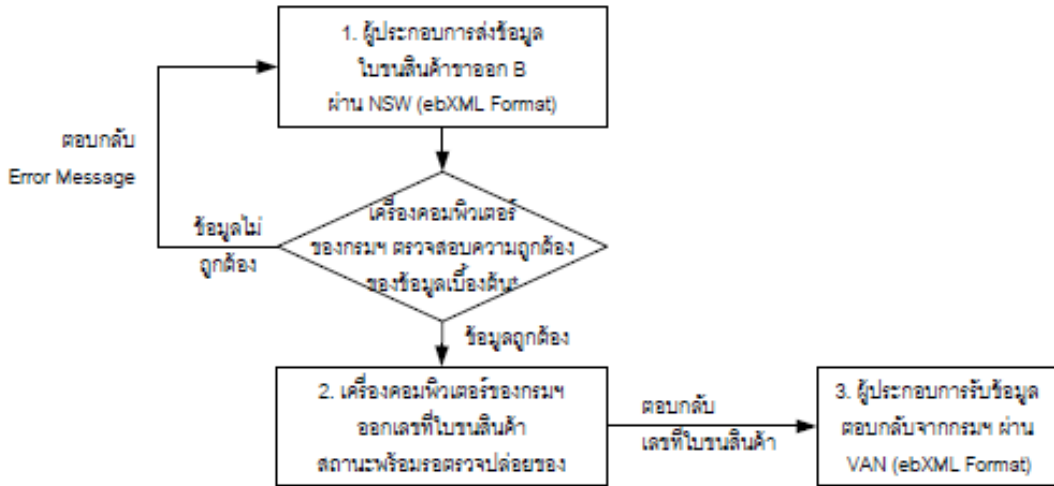 1. ผู้ประกอบการส่งข้อมูล
ใบขนสินค้าขาออก B
ผ่าน NSW (ebXML Format)
ตอบกลับ
Error Message
ข้อมูลไม่
ถูกต้อง
เครื่องคอมพิวเตอร์
ของกรมฯ ตรวจสอบความถูกต้อง
ของข้อมูลเบื้องต้น
ข้อมูลถูกต้อง
2. เครื่องคอมพิวเตอร์ของกรมฯ
ออกเลขที่ใบขนสินค้า
สถานะพร้อมรอตรวจปล่อยของ
ตอบกลับ
เลขที่ใบขนสินค้า
3. ผู้ประกอบการรับข้อมูล
ตอบกลับจากกรมฯ ผ่าน
VAN (ebXML Format)